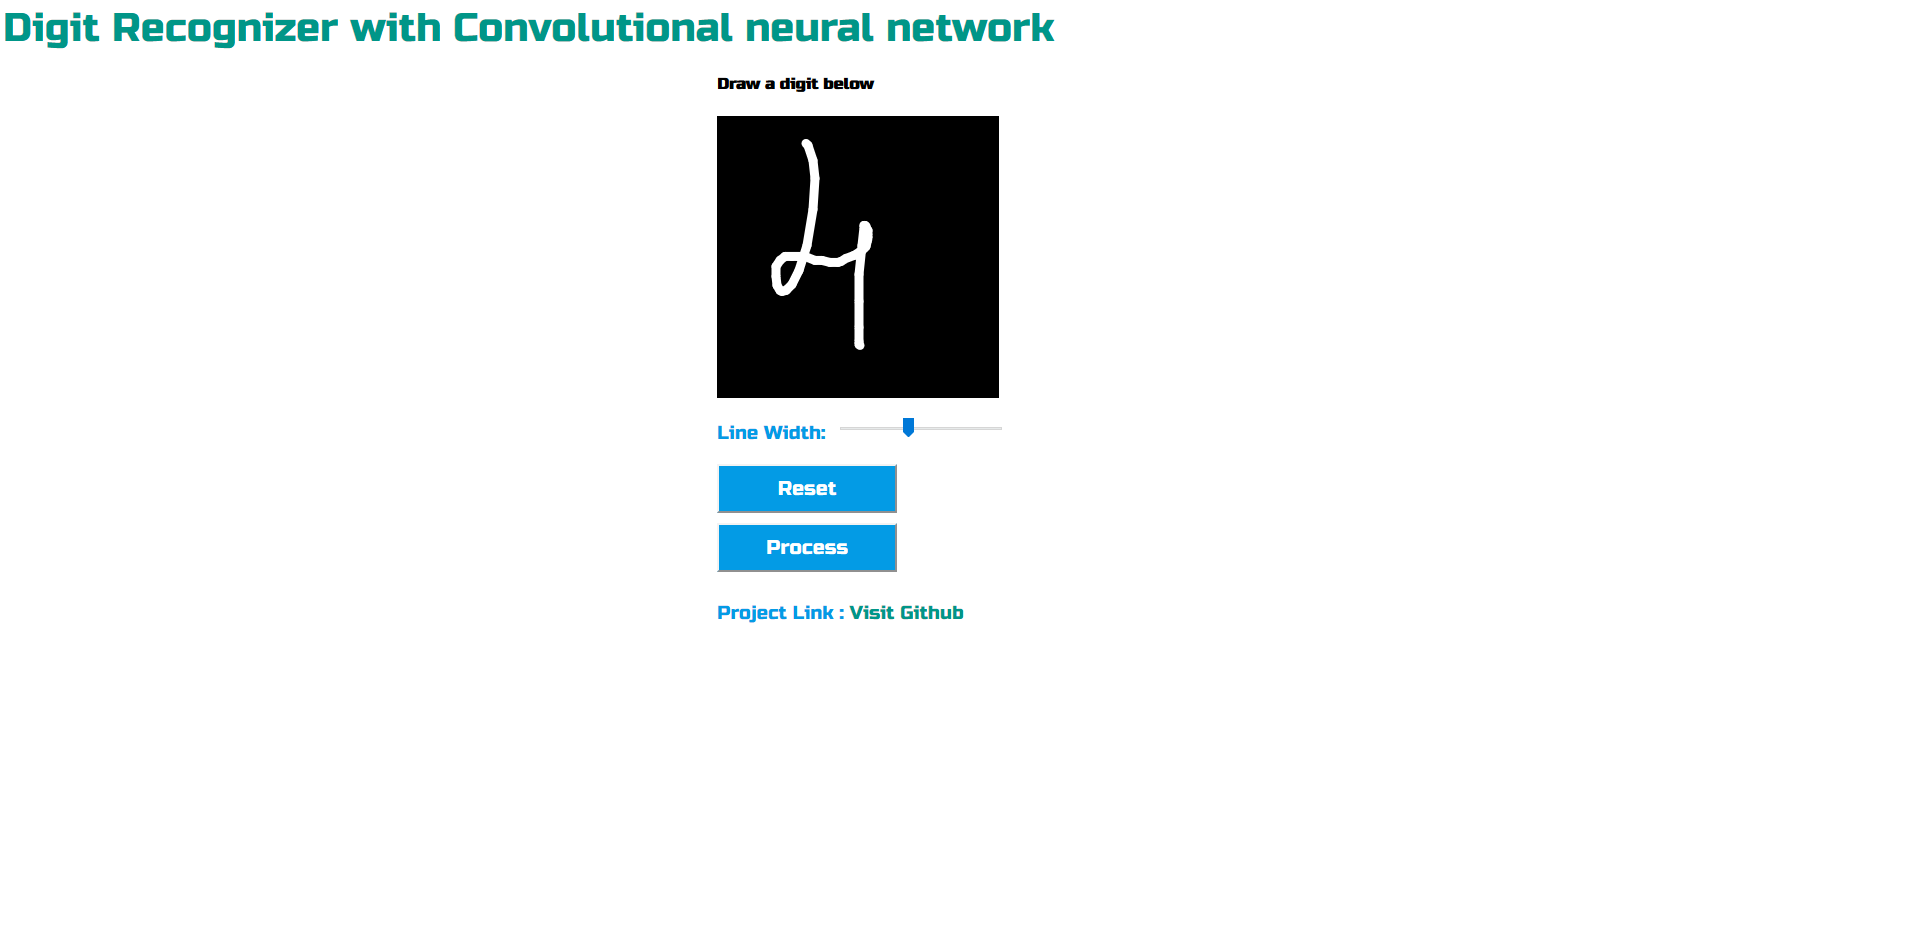 Digit Recognizer with Convolutional neural network
Draw a digit below
4
Line Width:
Reset
Process
Project Link : Visit Github